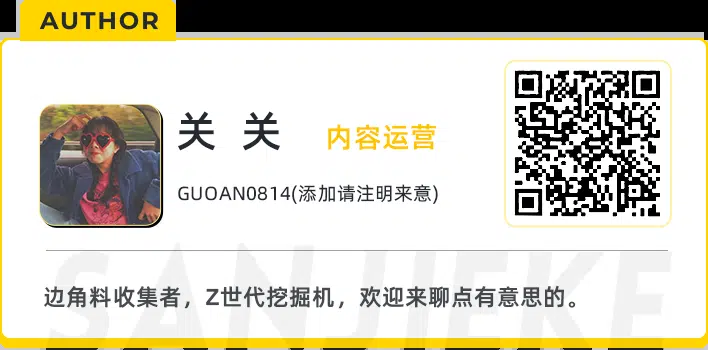 AUTHOR
关关
内容运营
GUOAN0814(添加请注明来意)
SANJIEKE
边角料收集者，Z世代挖掘机，欢迎来聊点有意思的。